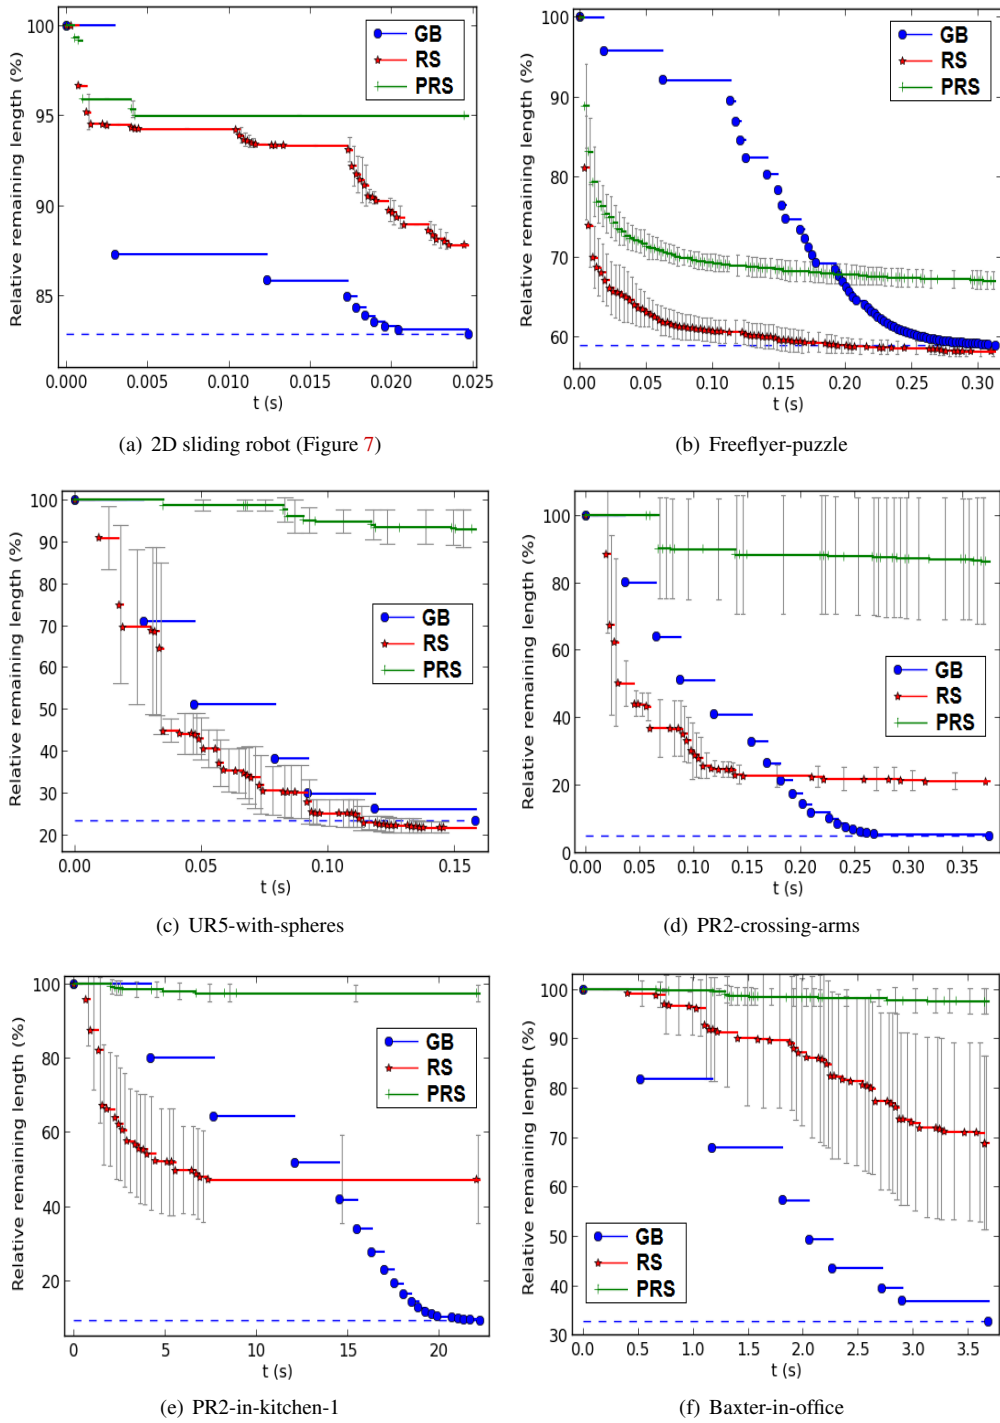 GB
RS
PRS
Relative remaining length (%)
100
95
90
85
0.000 0.005 0.010 0.015 0.020 0.025
t (s)
(a) 2D sliding robot (Figure 7)
GB
RS
PRS
Relative remaining length (%)
100
90
80
70
60
0.00 0.05 0.10 0.15 0.20 0.25 0.30
t (s)
(b) Freeflyer-puzzle
GB
RS
PRS
Relative remaining length (%)
100
90
80
70
60
50
40
30
20
0.00 0.05 0.10 0.15
t (s)
(c) UR5-with-spheres
GB
RS
PRS
Relative remaining length (%)
100
80
60
40
20
0
0.00 0.05 0.10 0.15 0.20 0.25 0.30 0.35
t (s)
(d) PR2-crossing-arms
GB
RS
PRS
Relative remaining length (%)
100
80
60
40
20
0 5 10 15 20
t (s)
(e) PR2-in-kitchen-1
GB
RS
PRS
Relative remaining length (%)
100
90
80
70
60
50
40
30
0.0 0.5 1.0 1.5 2.0 2.5 3.0 3.5
t (s)
(f) Baxter-in-office